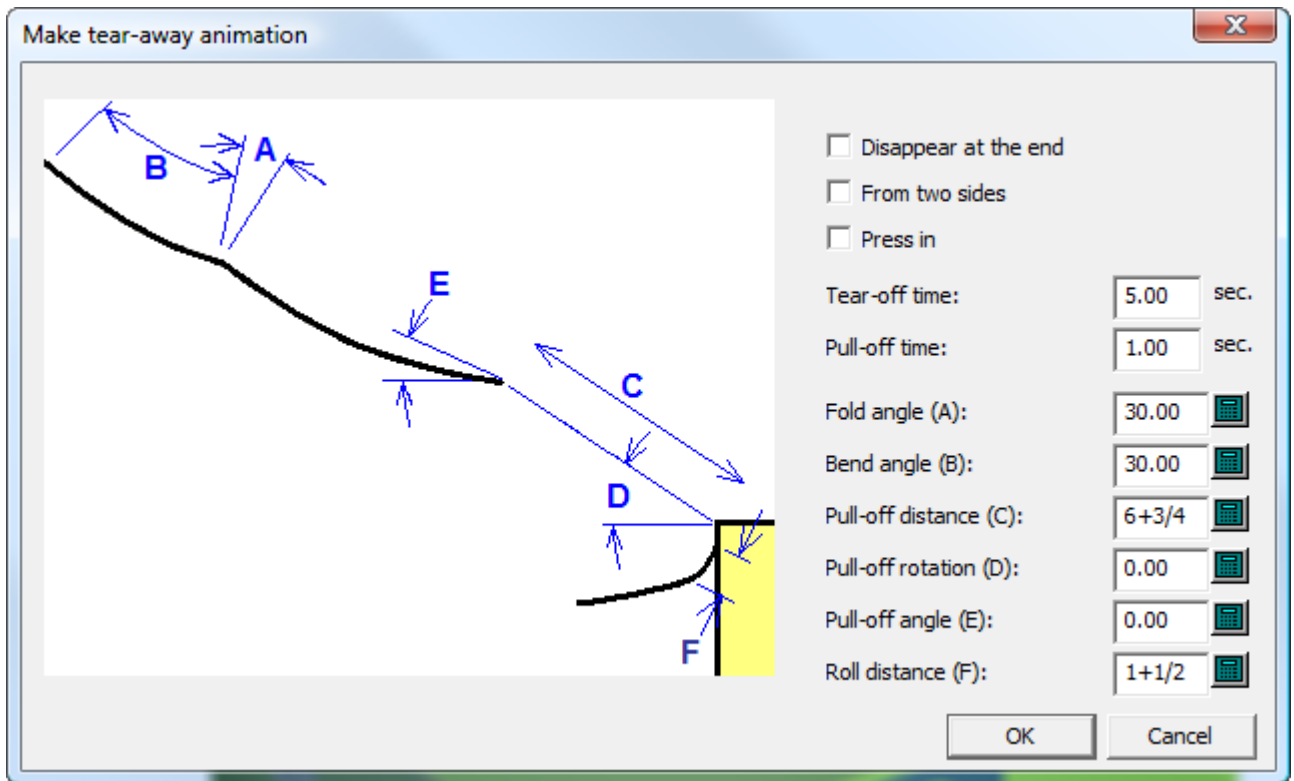 Make tear-away animation
B
A
E
C
D
F
Disappear at the end
From two sides
Press in
Tear-off time: 5.00 sec.
Pull-off time: 1.00 sec.
Fold angle (A): 30.00
Bend angle (B): 30.00
Pull-off distance (C): 6+3/4
Pull-off rotation (D): 0.00
Pull-off angle (E): 0.00
Roll distance (F): 1+1/2
OK Cancel